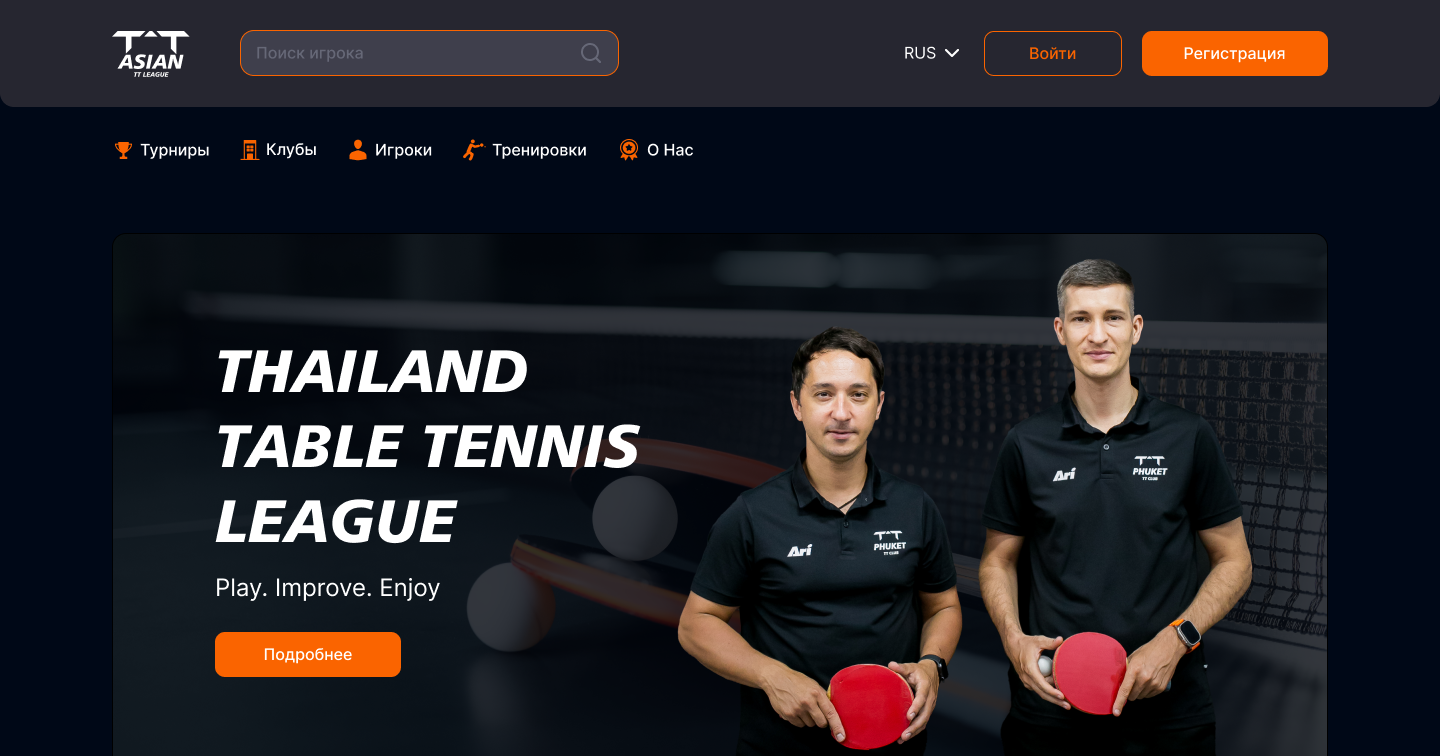 ASIAN
TT LEAGUE
Поиск игрока
RUS
Войти
Регистрация
Турниры
Клубы
Игроки
Тренировки
О Нас
THAILAND
TABLE TENNIS
LEAGUE
Play. Improve. Enjoy
Подробнее
Ari
PHUKET
TT CLUB
Ari
PHUKET
TT CLUB